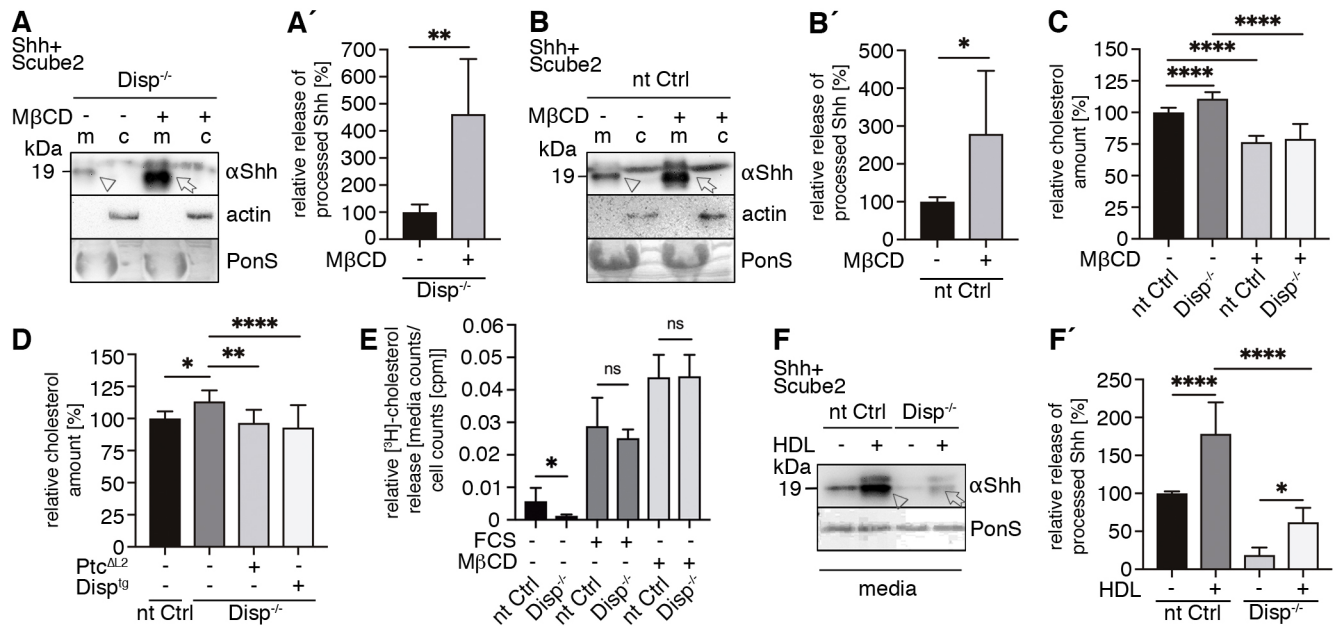 A
Shh+
Scube2
Disp-/-
MβCD - - + +
m c m c
kDa
19
αShh
actin
PonS
A´
relative release of
processed Shh [%]
700
600
500
400
300
200
100
0
**
MβCD - +
Disp-/-
B
Shh+
Scube2
nt Ctrl
MβCD - - + +
m c m c
kDa
19
αShh
actin
PonS
B´
relative release of
processed Shh [%]
500
400
300
200
100
0
*
MβCD - +
nt Ctrl
C
relative cholesterol
amount [%]
150
125
100
75
50
25
0
****
****
****
MβCD - - + +
nt Ctrl
Disp-/-
nt Ctrl
Disp-/-
D
relative cholesterol
amount [%]
150
125
100
75
50
25
0
****
* **
PtcΔL2 - - + -
Disptg - - - +
nt Ctrl Disp-/-
E
relative [3H]-cholesterol
release [media counts/
cell counts [cpm]]
0.06
0.05
0.04
0.03
0.02
0.01
0
*
ns
ns
FCS - - + + - -
MβCD - - - - + +
nt Ctrl
Disp-/-
nt Ctrl
Disp-/-
nt Ctrl
Disp-/-
F
Shh+
Scube2
nt Ctrl Disp-/-
HDL - + - +
kDa
19
αShh
PonS
media
F´
relative release of
processed Shh [%]
250
200
150
100
50
0
****
****
*
HDL - + - +
nt Ctrl Disp-/-